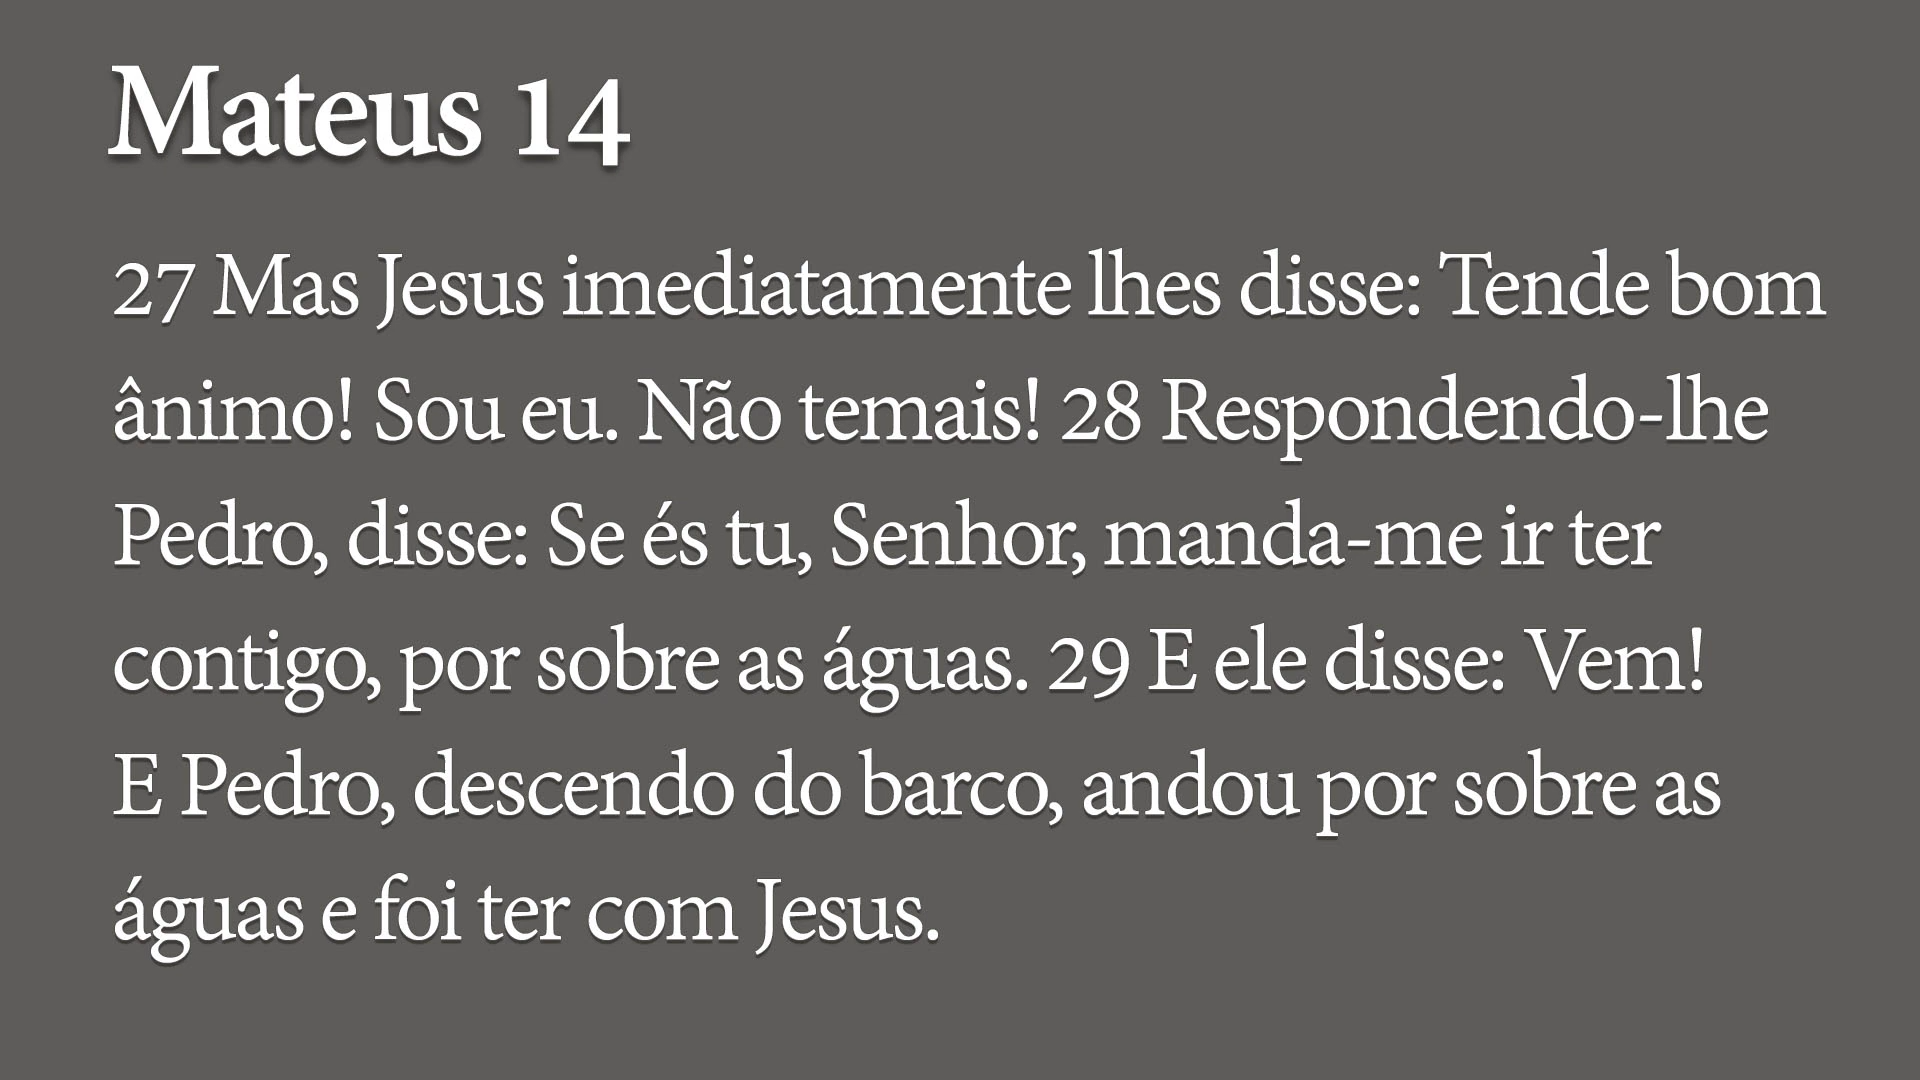 Mateus 14
27 Mas Jesus imediatamente lhes disse: Tende bom
ânimo! Sou eu. Não temais! 28 Respondendo-lhe
Pedro, disse: Se és tu, Senhor, manda-me ir ter
contigo, por sobre as águas. 29 E ele disse: Vem!
E Pedro, descendo do barco, andou por sobre as
águas e foi ter com Jesus.